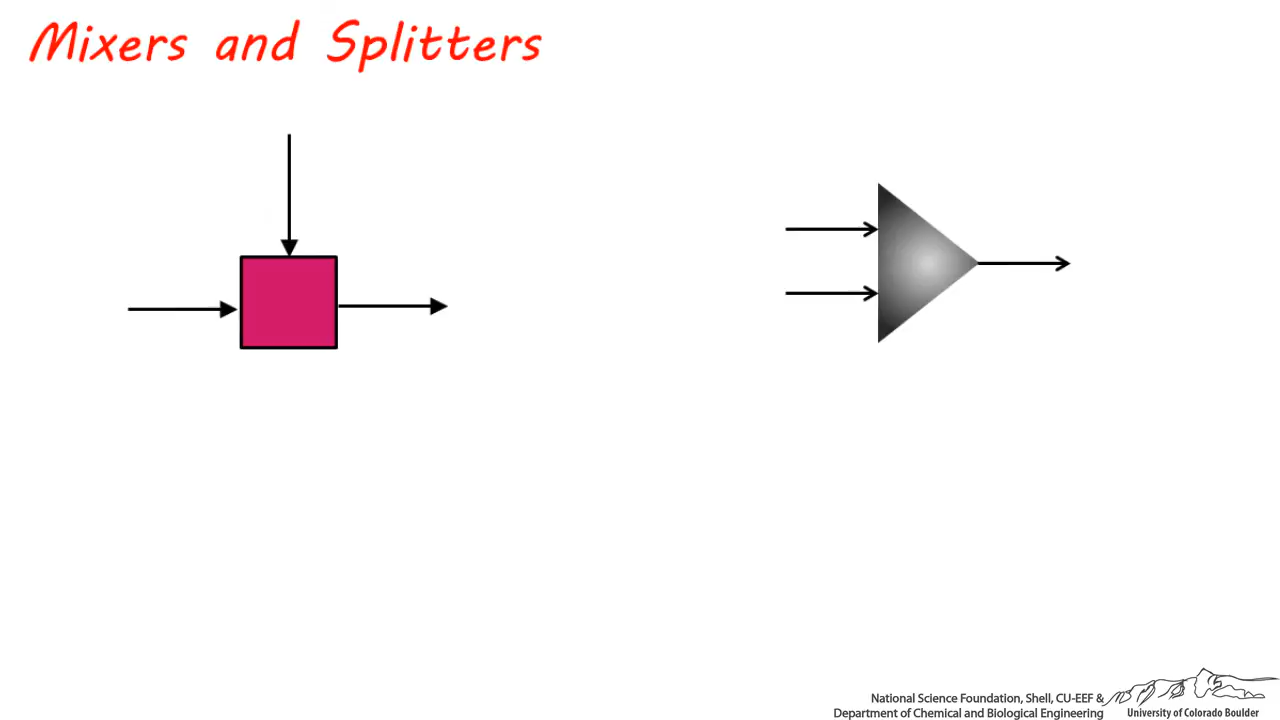 Mixers and Splitters
National Science Foundation, Shell, CU-EEF &
Department of Chemical and Biological Engineering
University of Colorado Boulder